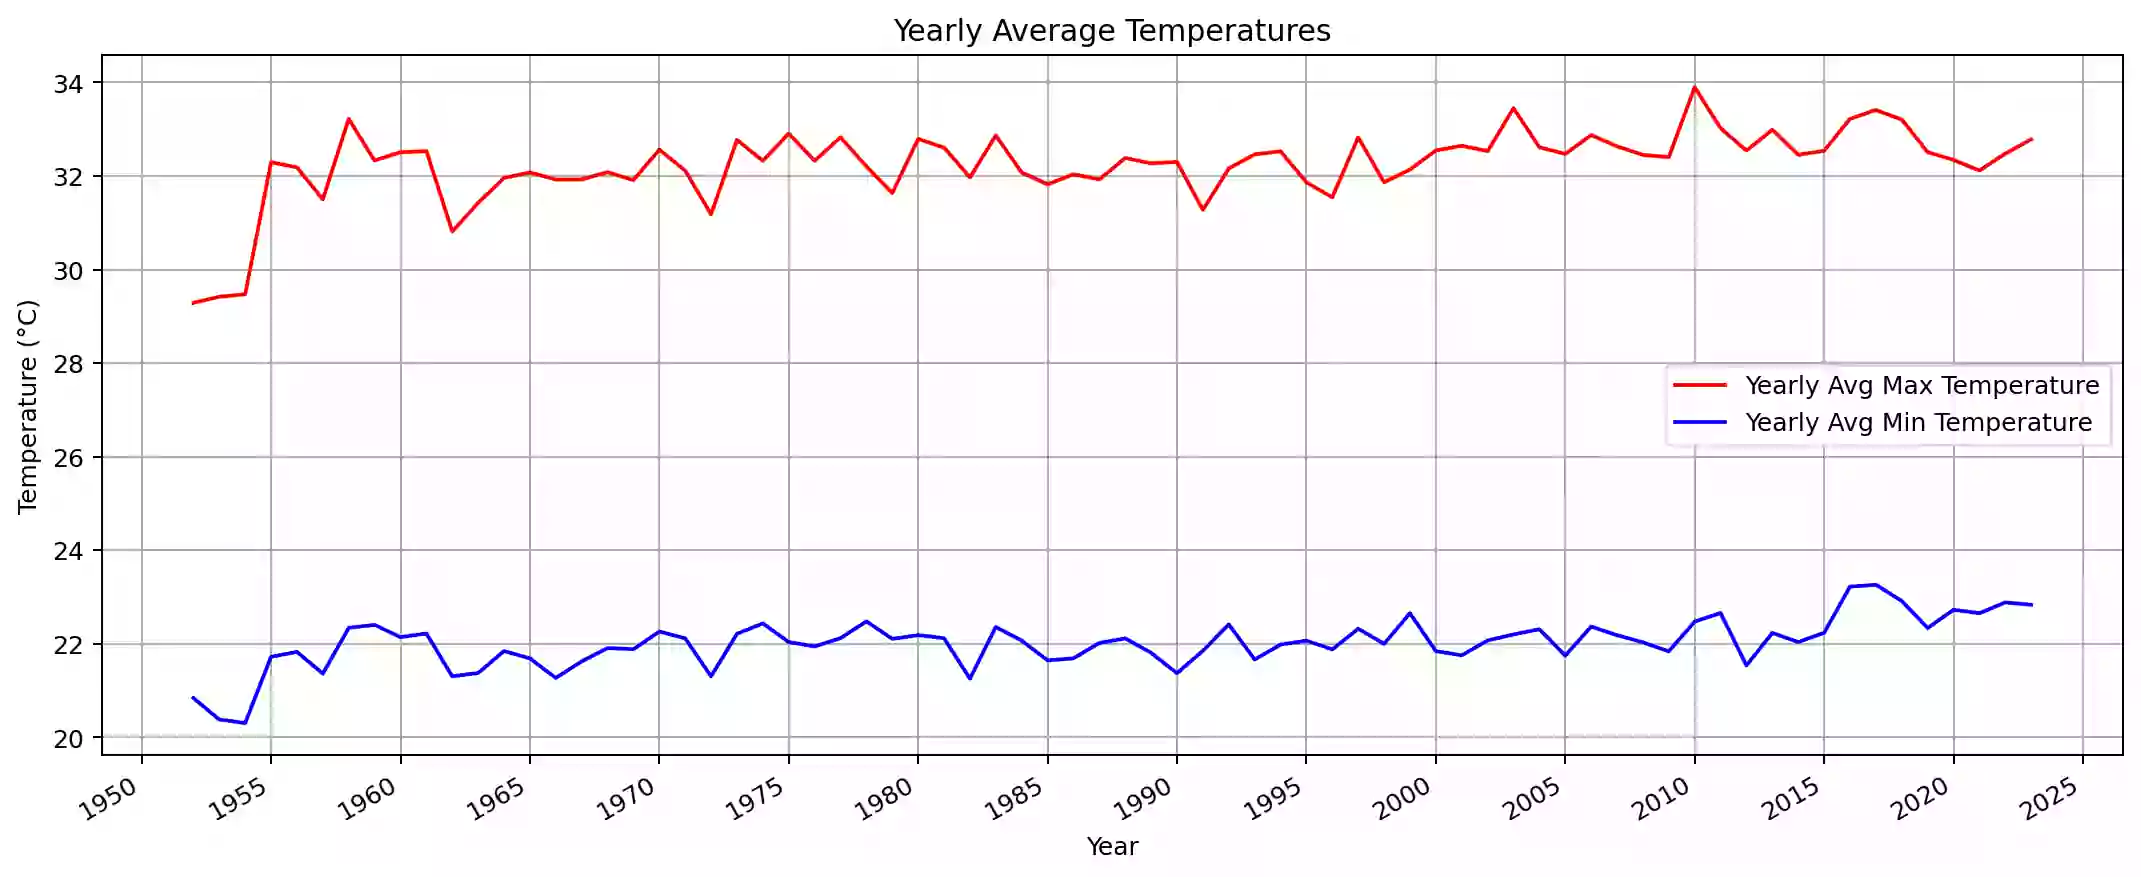 Yearly Average Temperatures
34
32
30
28
26
24
22
20
Temperature (°C)
Yearly Avg Max Temperature
Yearly Avg Min Temperature
1950 1955 1960 1965 1970 1975 1980 1985 1990 1995 2000 2005 2010 2015 2020 2025
Year